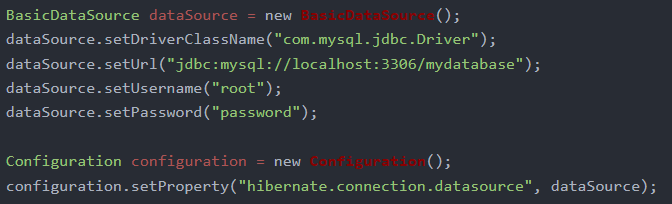 BasicDataSource dataSource = new BasicDataSource();
dataSource.setDriverClassName("com.mysql.jdbc.Driver");
dataSource.setUrl("jdbc:mysql://localhost:3306/mydatabase");
dataSource.setUsername("root");
dataSource.setPassword("password");
Configuration configuration = new Configuration();
configuration.setProperty("hibernate.connection.datasource", dataSource);